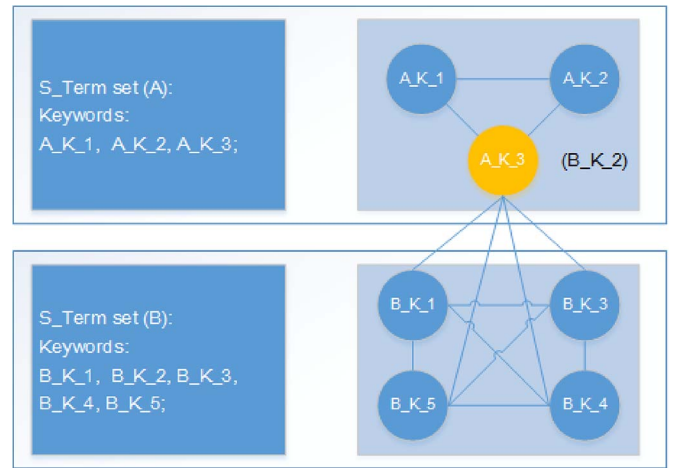 S_Term set (A):
Keywords:
A_K_1, A_K_2, A_K_3;
A_K_1
A_K_2
A_K_3
(B_K_2)
S_Term set (B):
Keywords:
B_K_1, B_K_2, B_K_3,
B_K_4, B_K_5;
B_K_1
B_K_3
B_K_5
B_K_4